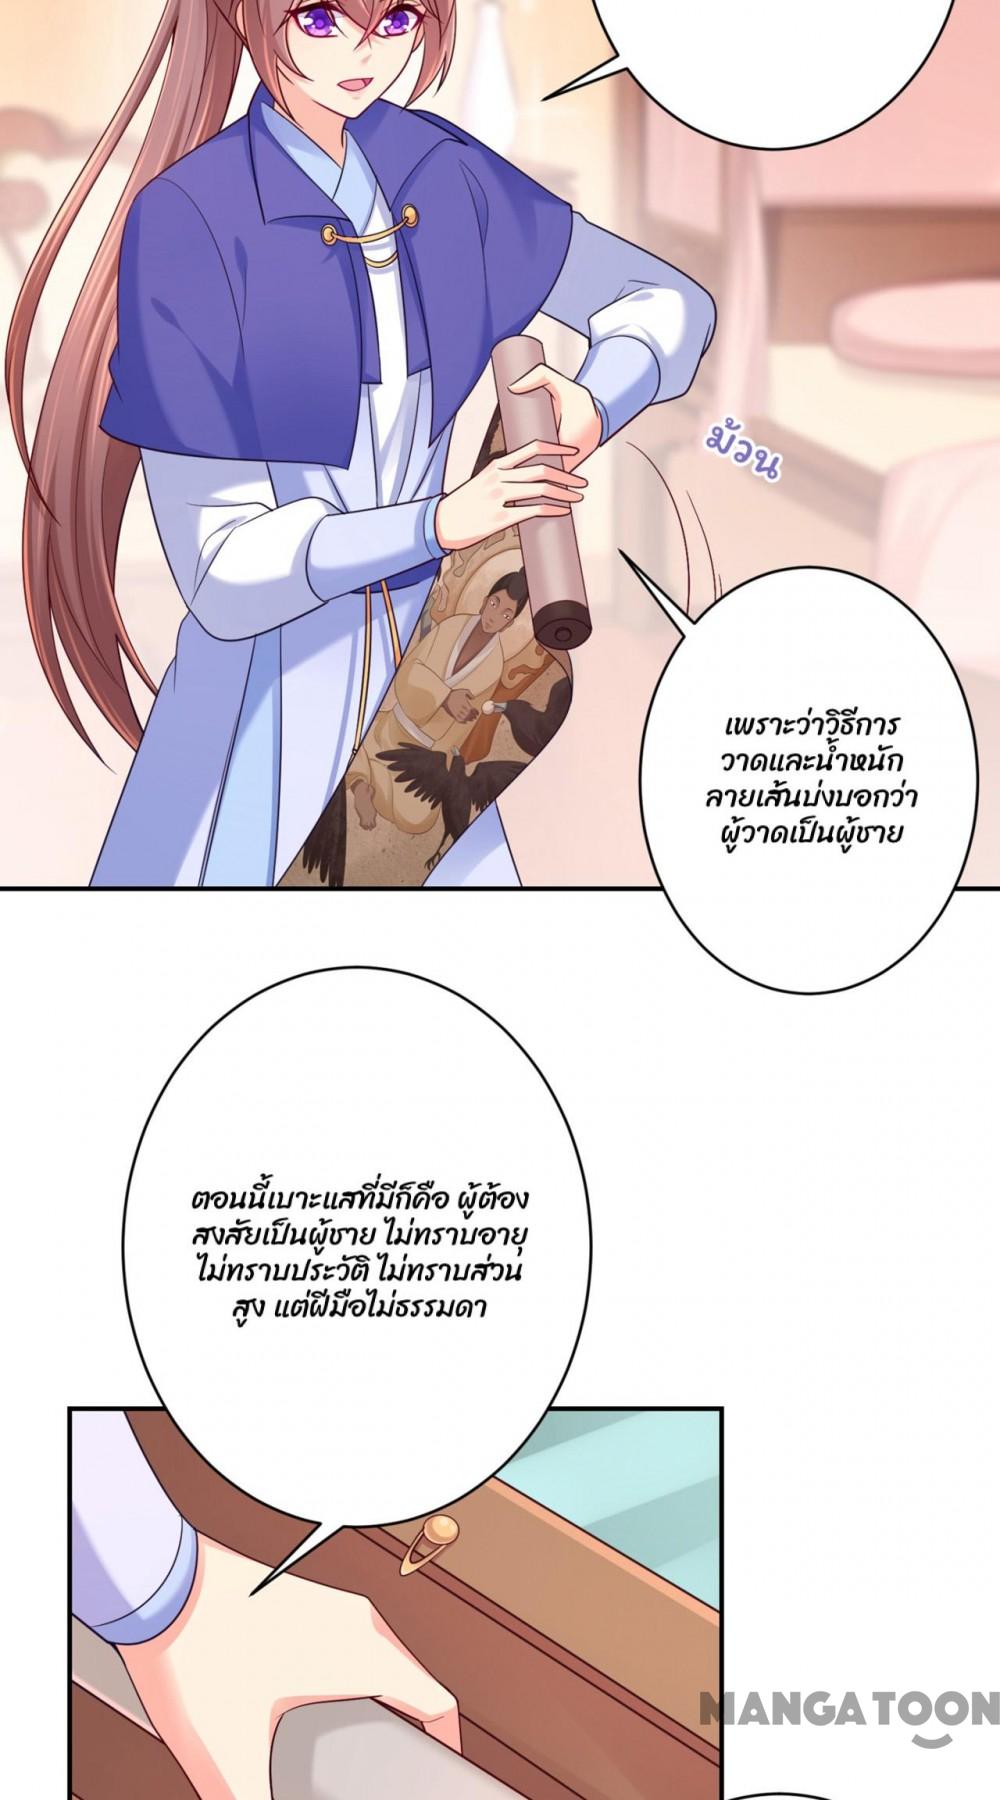 ม้วน
เพราะว่าวิธีการ
วาดและน้ำหนัก
ลายเส้นบ่งบอกว่า
ผู้วาดเป็นผู้ชาย
ตอนนี้เบาะแสที่มีก็คือ ผู้ต้อง
สงสัยเป็นผู้ชาย ไม่ทราบอายุ
ไม่ทราบประวัติ ไม่ทราบส่วน
สูง แต่ฝีมือไม่ธรรมดา
MANGATOON